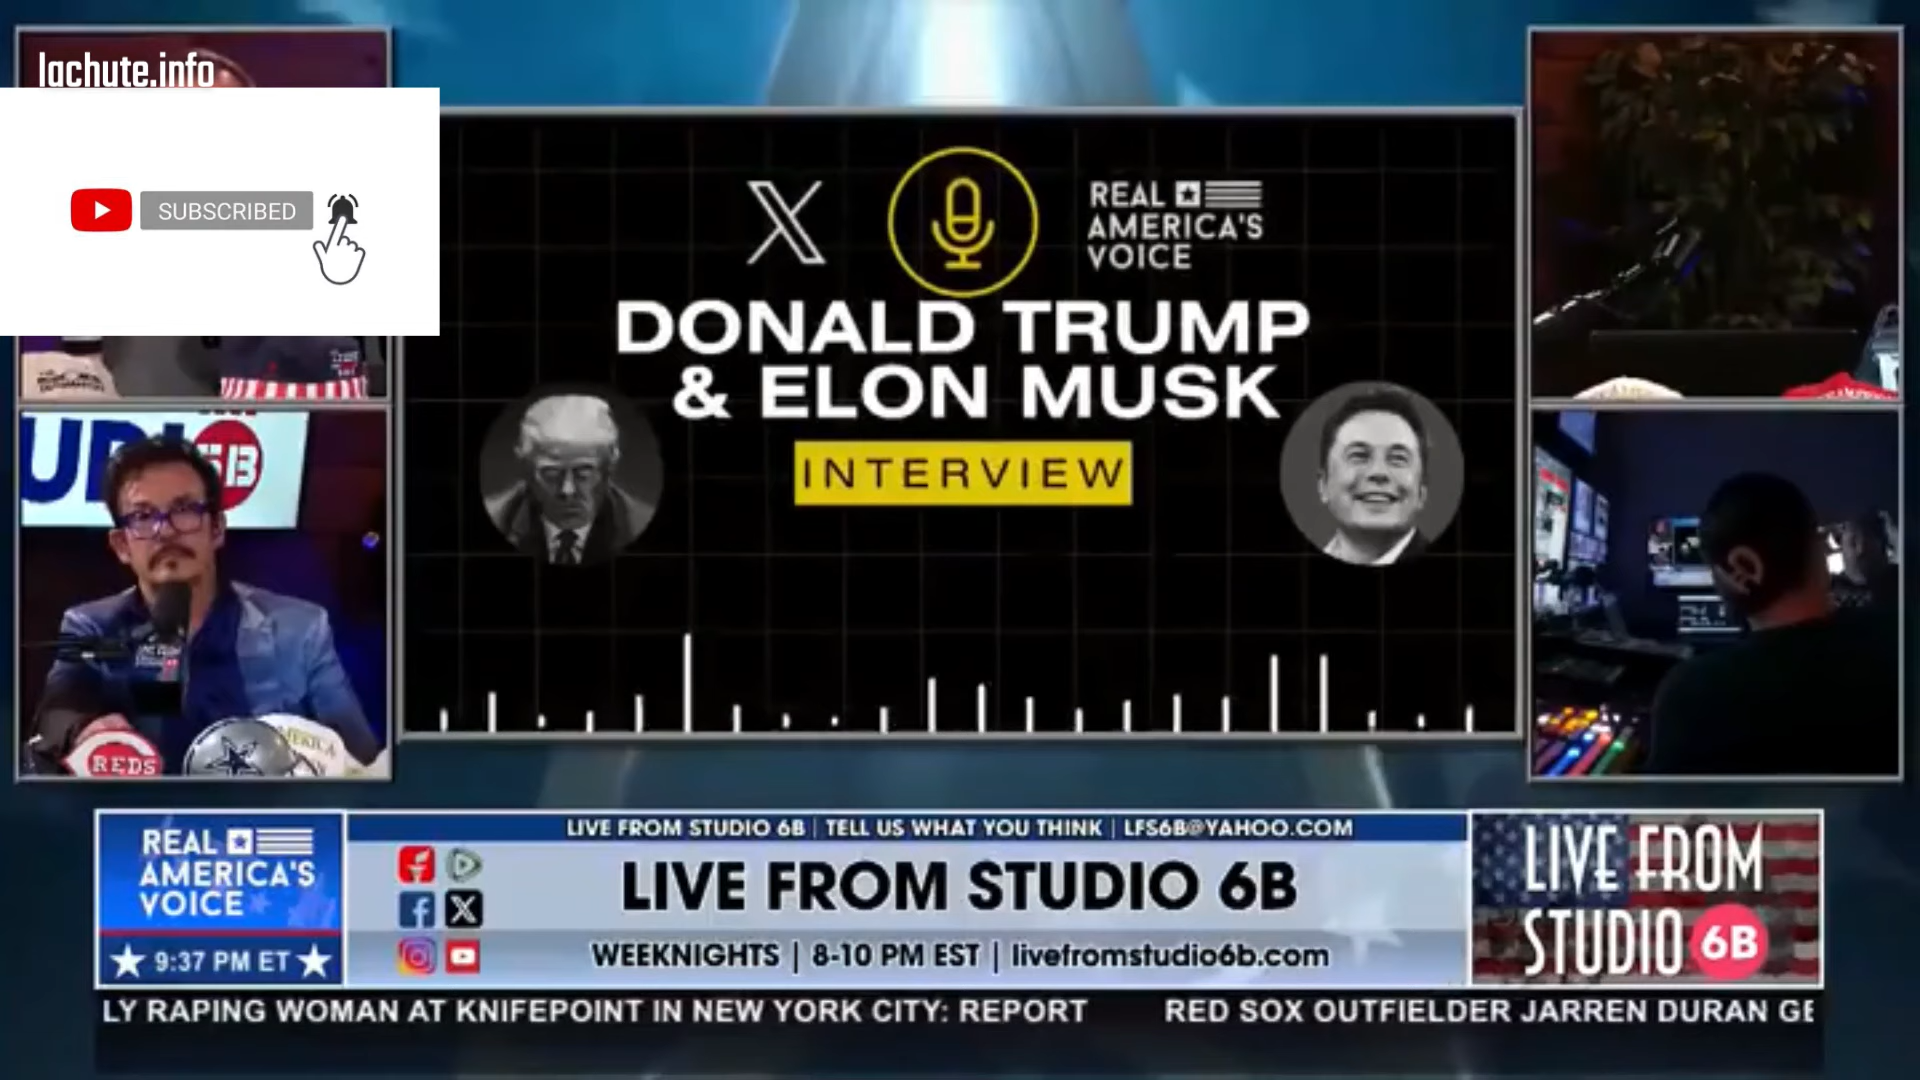 lachute.info
SUBSCRIBED
X
REAL
AMERICA'S
VOICE
DONALD TRUMP
& ELON MUSK
INTERVIEW
6B
REDS
LIVE FROM STUDIO 6B | TELL US WHAT YOU THINK | LFS6B@YAHOO.COM
REAL
AMERICA'S
VOICE
9:37 PM ET
LIVE FROM STUDIO 6B
WEEKNIGHTS | 8-10 PM EST | livefromstudio6b.com
LIVE FROM
STUDIO 6B
LY RAPING WOMAN AT KNIFEPOINT IN NEW YORK CITY: REPORT RED SOX OUTFIELDER JARREN DURAN GE